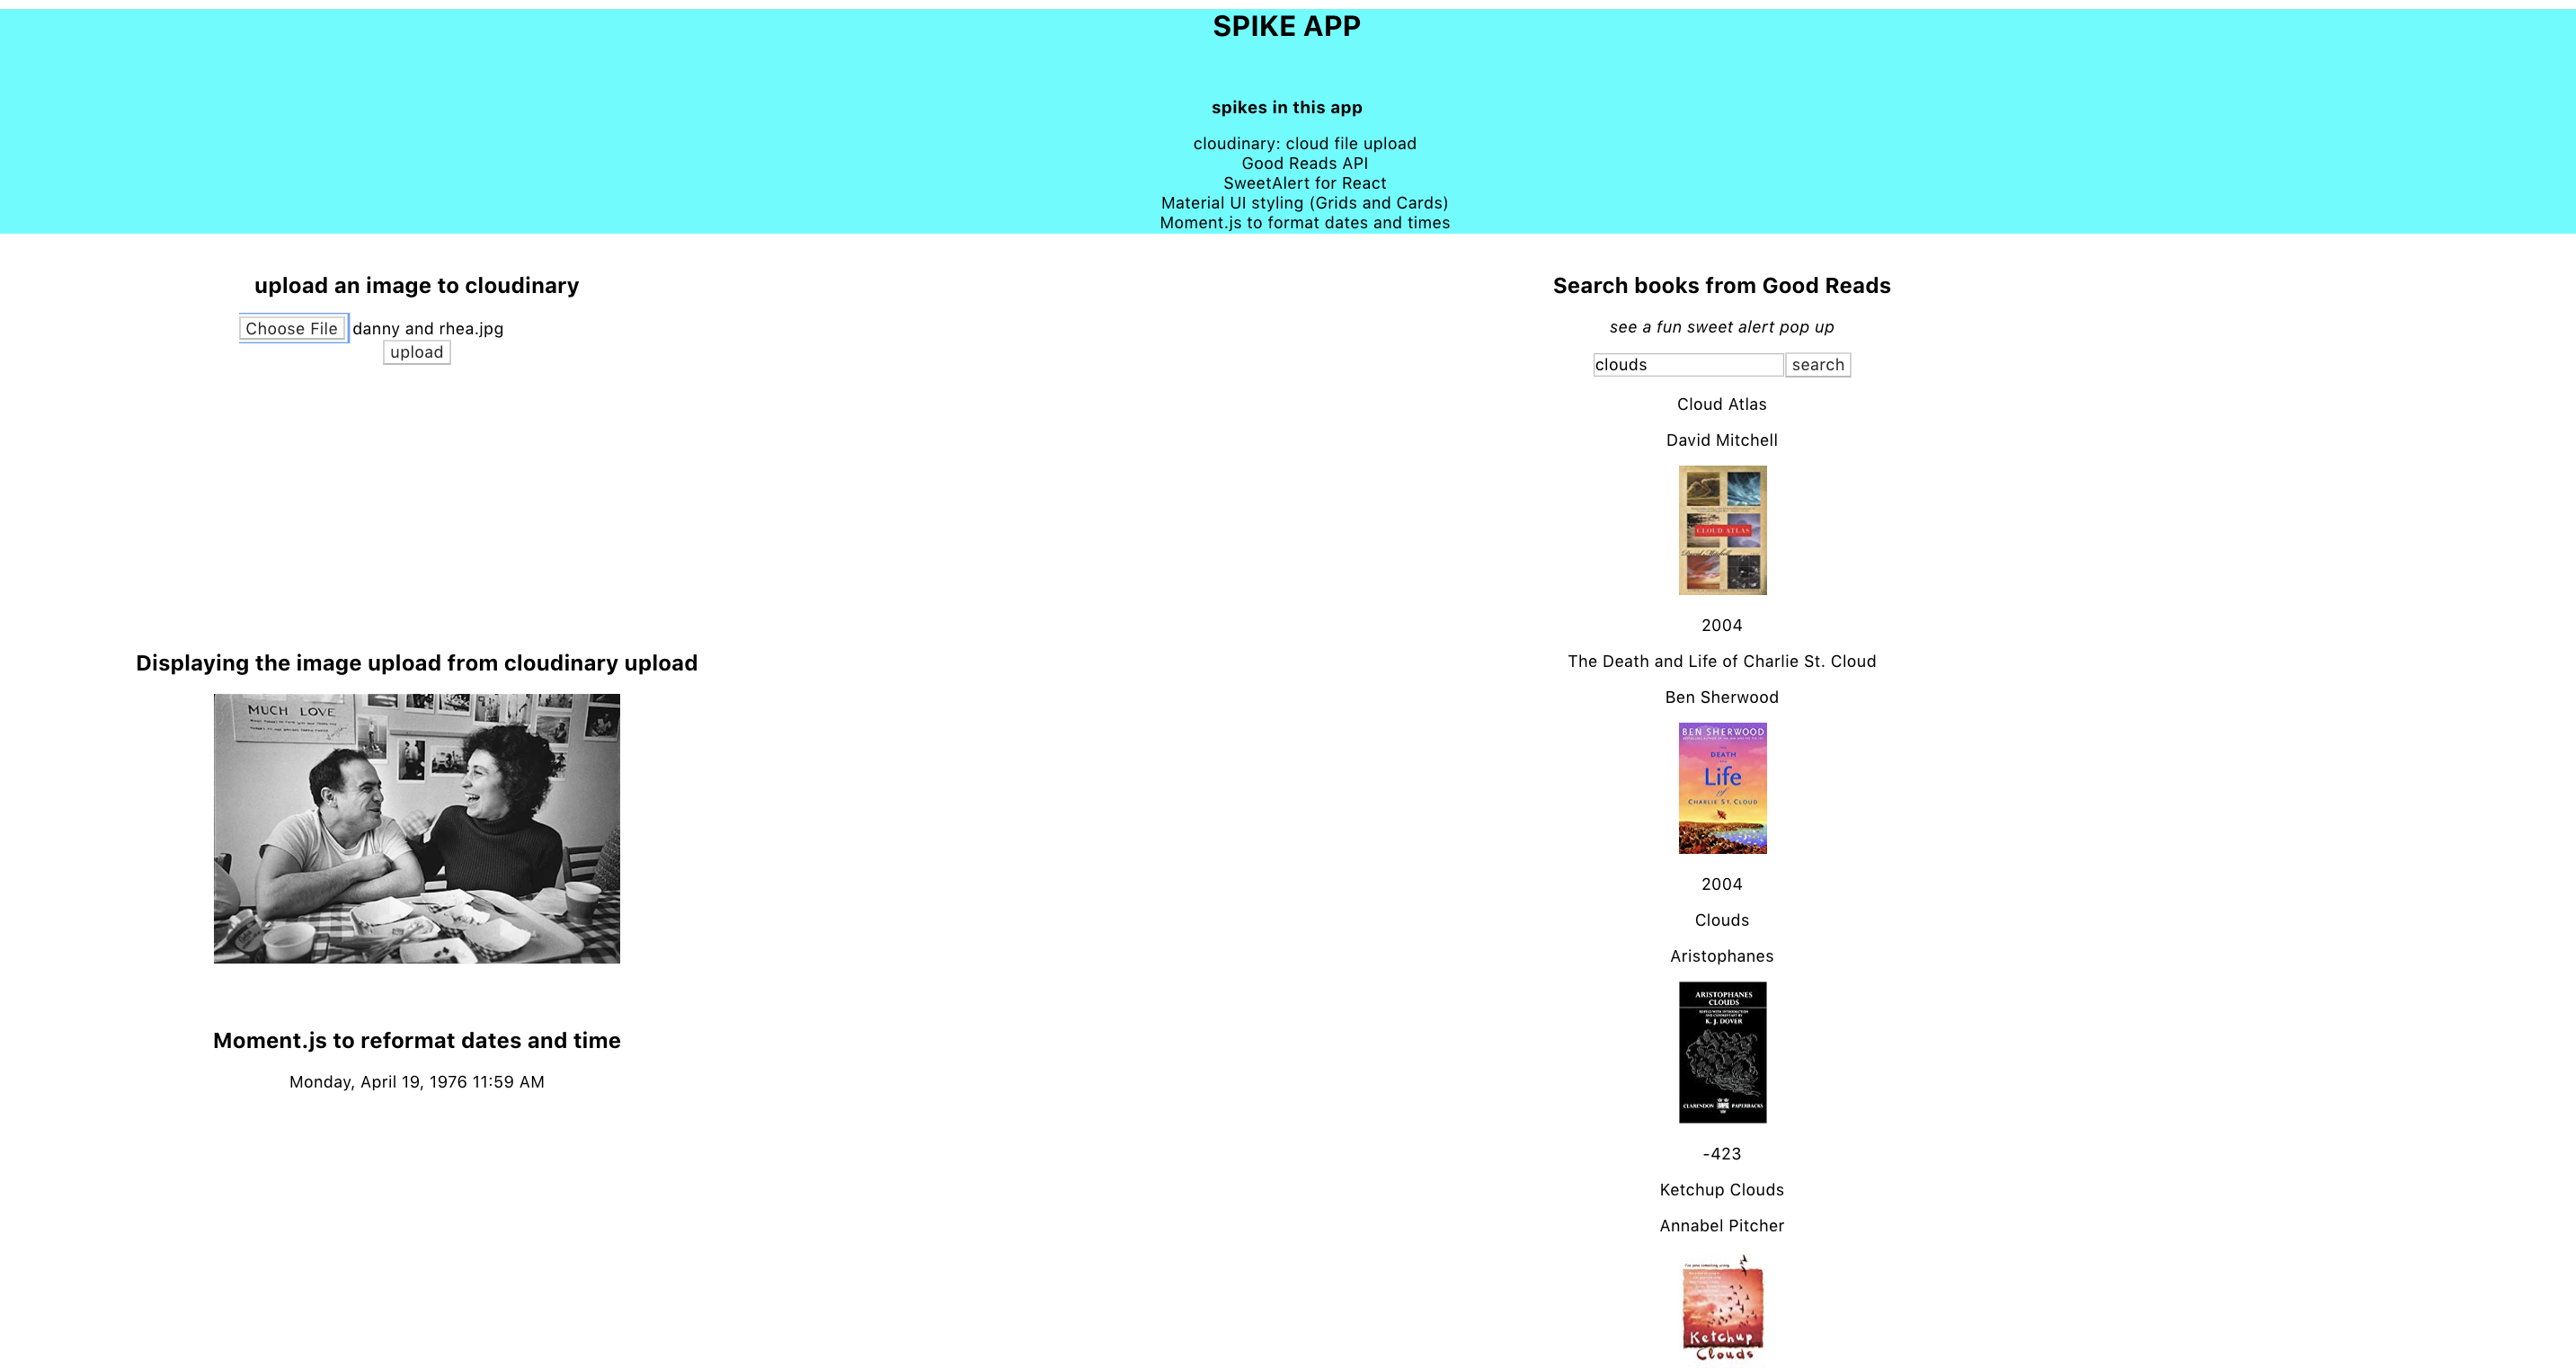 SPIKE APP
spikes in this app
cloudinary: cloud file upload
Good Reads API
SweetAlert for React
Material UI styling (Grids and Cards)
Moment.js to format dates and times
upload an image to cloudinary
Choose File danny and rhea.jpg
upload
Displaying the image upload from cloudinary upload
MUCH LOVE
Moment.js to reformat dates and time
Monday, April 19, 1976 11:59 AM
Search books from Good Reads
see a fun sweet alert pop up
clouds search
Cloud Atlas
David Mitchell
CLOUD ATLAS
David Mitchell
2004
The Death and Life of Charlie St. Cloud
Ben Sherwood
BEN SHERWOOD
DEATH
Life
of
CHARLIE ST. CLOUD
2004
Clouds
Aristophanes
ARISTOPHANES
CLOUDS
K. J. DOVER
CLARENDON PAPERBACKS
-423
Ketchup Clouds
Annabel Pitcher
Ketchup
Clouds